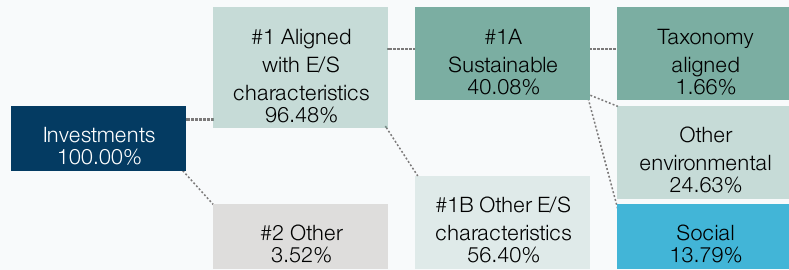 Investments
100.00%
#1 Aligned
with E/S
characteristics
96.48%
#2 Other
3.52%
#1A
Sustainable
40.08%
#1B Other E/S
characteristics
56.40%
Taxonomy
aligned
1.66%
Other
environmental
24.63%
Social
13.79%